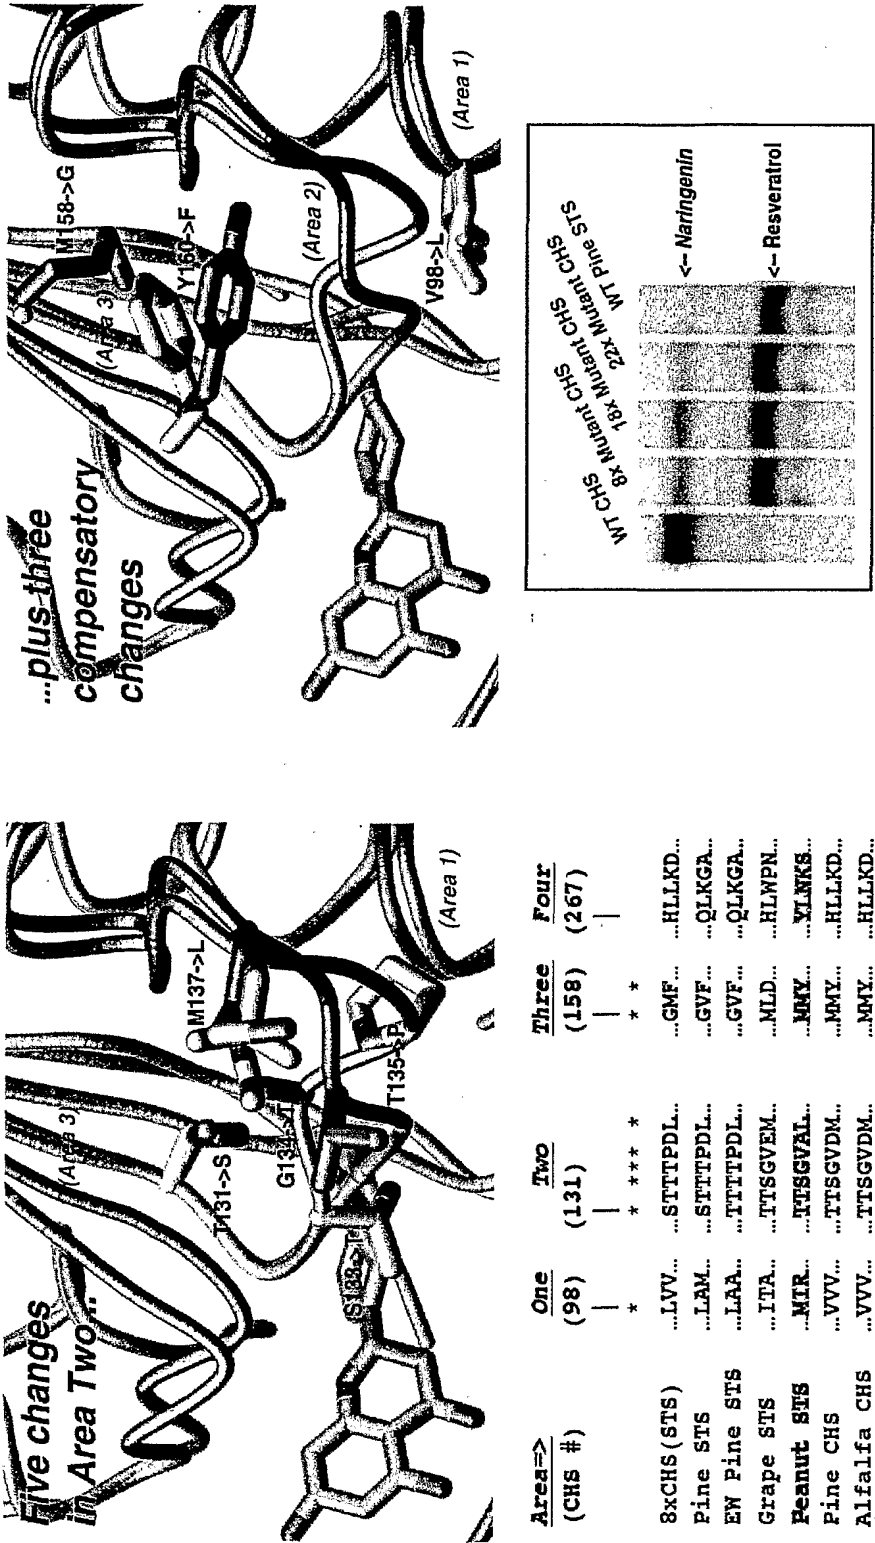 Five changes
in Area Two...
(Area 3)
M137->L
T131->S
G134->T
T135->P
S133->T
(Area 1)
...plus three
compensatory
changes
M158->G
(Area 3)
Y160->F
(Area 2)
V98->L
(Area 1)
Area=> One Two Three Four
(CHS #) (98) (131) (158) (267)
* * *** * * *
8xCHS(STS) ...LVV... ...STTTPDL... ...GMF... ...HLLKD...
Pine STS ...LAM... ...STTTPDL... ...GVF... ...QLKGA...
EW Pine STS ...LAA... ...TTTTPDL... ...GVF... ...QLKGA...
Grape STS ...ITA... ...TTSGVEM... ...MLD... ...HLWPN...
Peanut STS ...MTR... ...TTSGVAL... ...MMY... ...YLNKS...
Pine CHS ...VVV... ...TTSGVDM... ...MMY... ...HLLKD...
Alfalfa CHS ...VVV... ...TTSGVDM... ...MMY... ...HLLKD...
WT CHS
8x Mutant CHS
18x Mutant CHS
22x Mutant CHS
WT Pine STS
<-- Naringenin
<-- Resveratrol